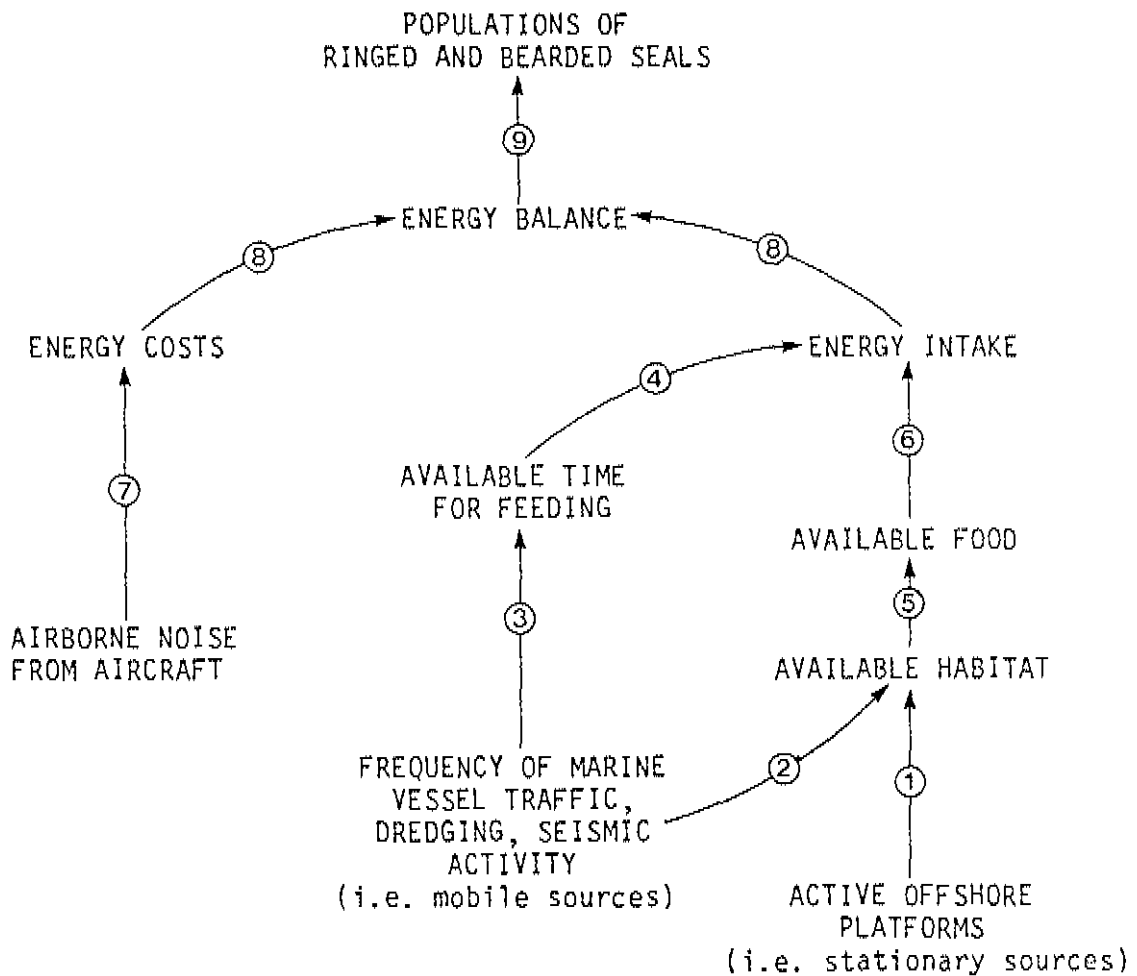 POPULATIONS OF
RINGED AND BEARDED SEALS
9
ENERGY BALANCE
8
8
ENERGY COSTS
ENERGY INTAKE
4
6
7
AVAILABLE TIME
FOR FEEDING
AVAILABLE FOOD
3
5
AIRBORNE NOISE
FROM AIRCRAFT
AVAILABLE HABITAT
2
1
FREQUENCY OF MARINE
VESSEL TRAFFIC,
DREDGING, SEISMIC
ACTIVITY
(i.e. mobile sources)
ACTIVE OFFSHORE
PLATFORMS
(i.e. stationary sources)